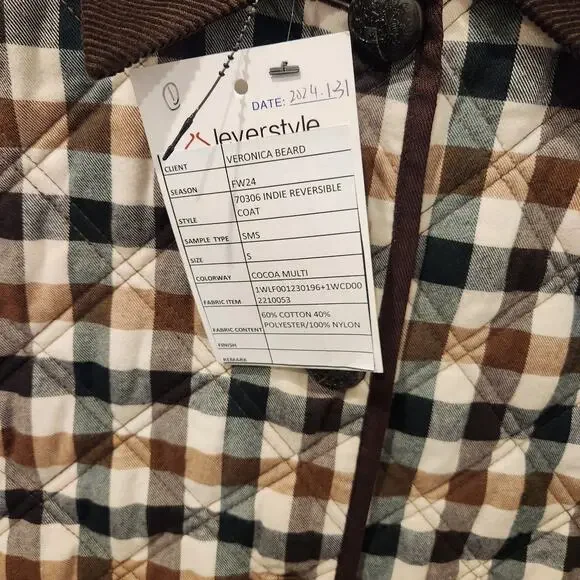 ①
DATE: 2024.1.31
leverstyle
CLIENT VERONICA BEARD
SEASON FW24
STYLE 70306 INDIE REVERSIBLE
COAT
SAMPLE TYPE SMS
SIZE S
COLORWAY COCOA MULTI
FABRIC ITEM 1WLF001230196+1WCD00
2210053
FABRIC CONTENT 60% COTTON 40%
POLYESTER/100% NYLON
FINISH
REMARK